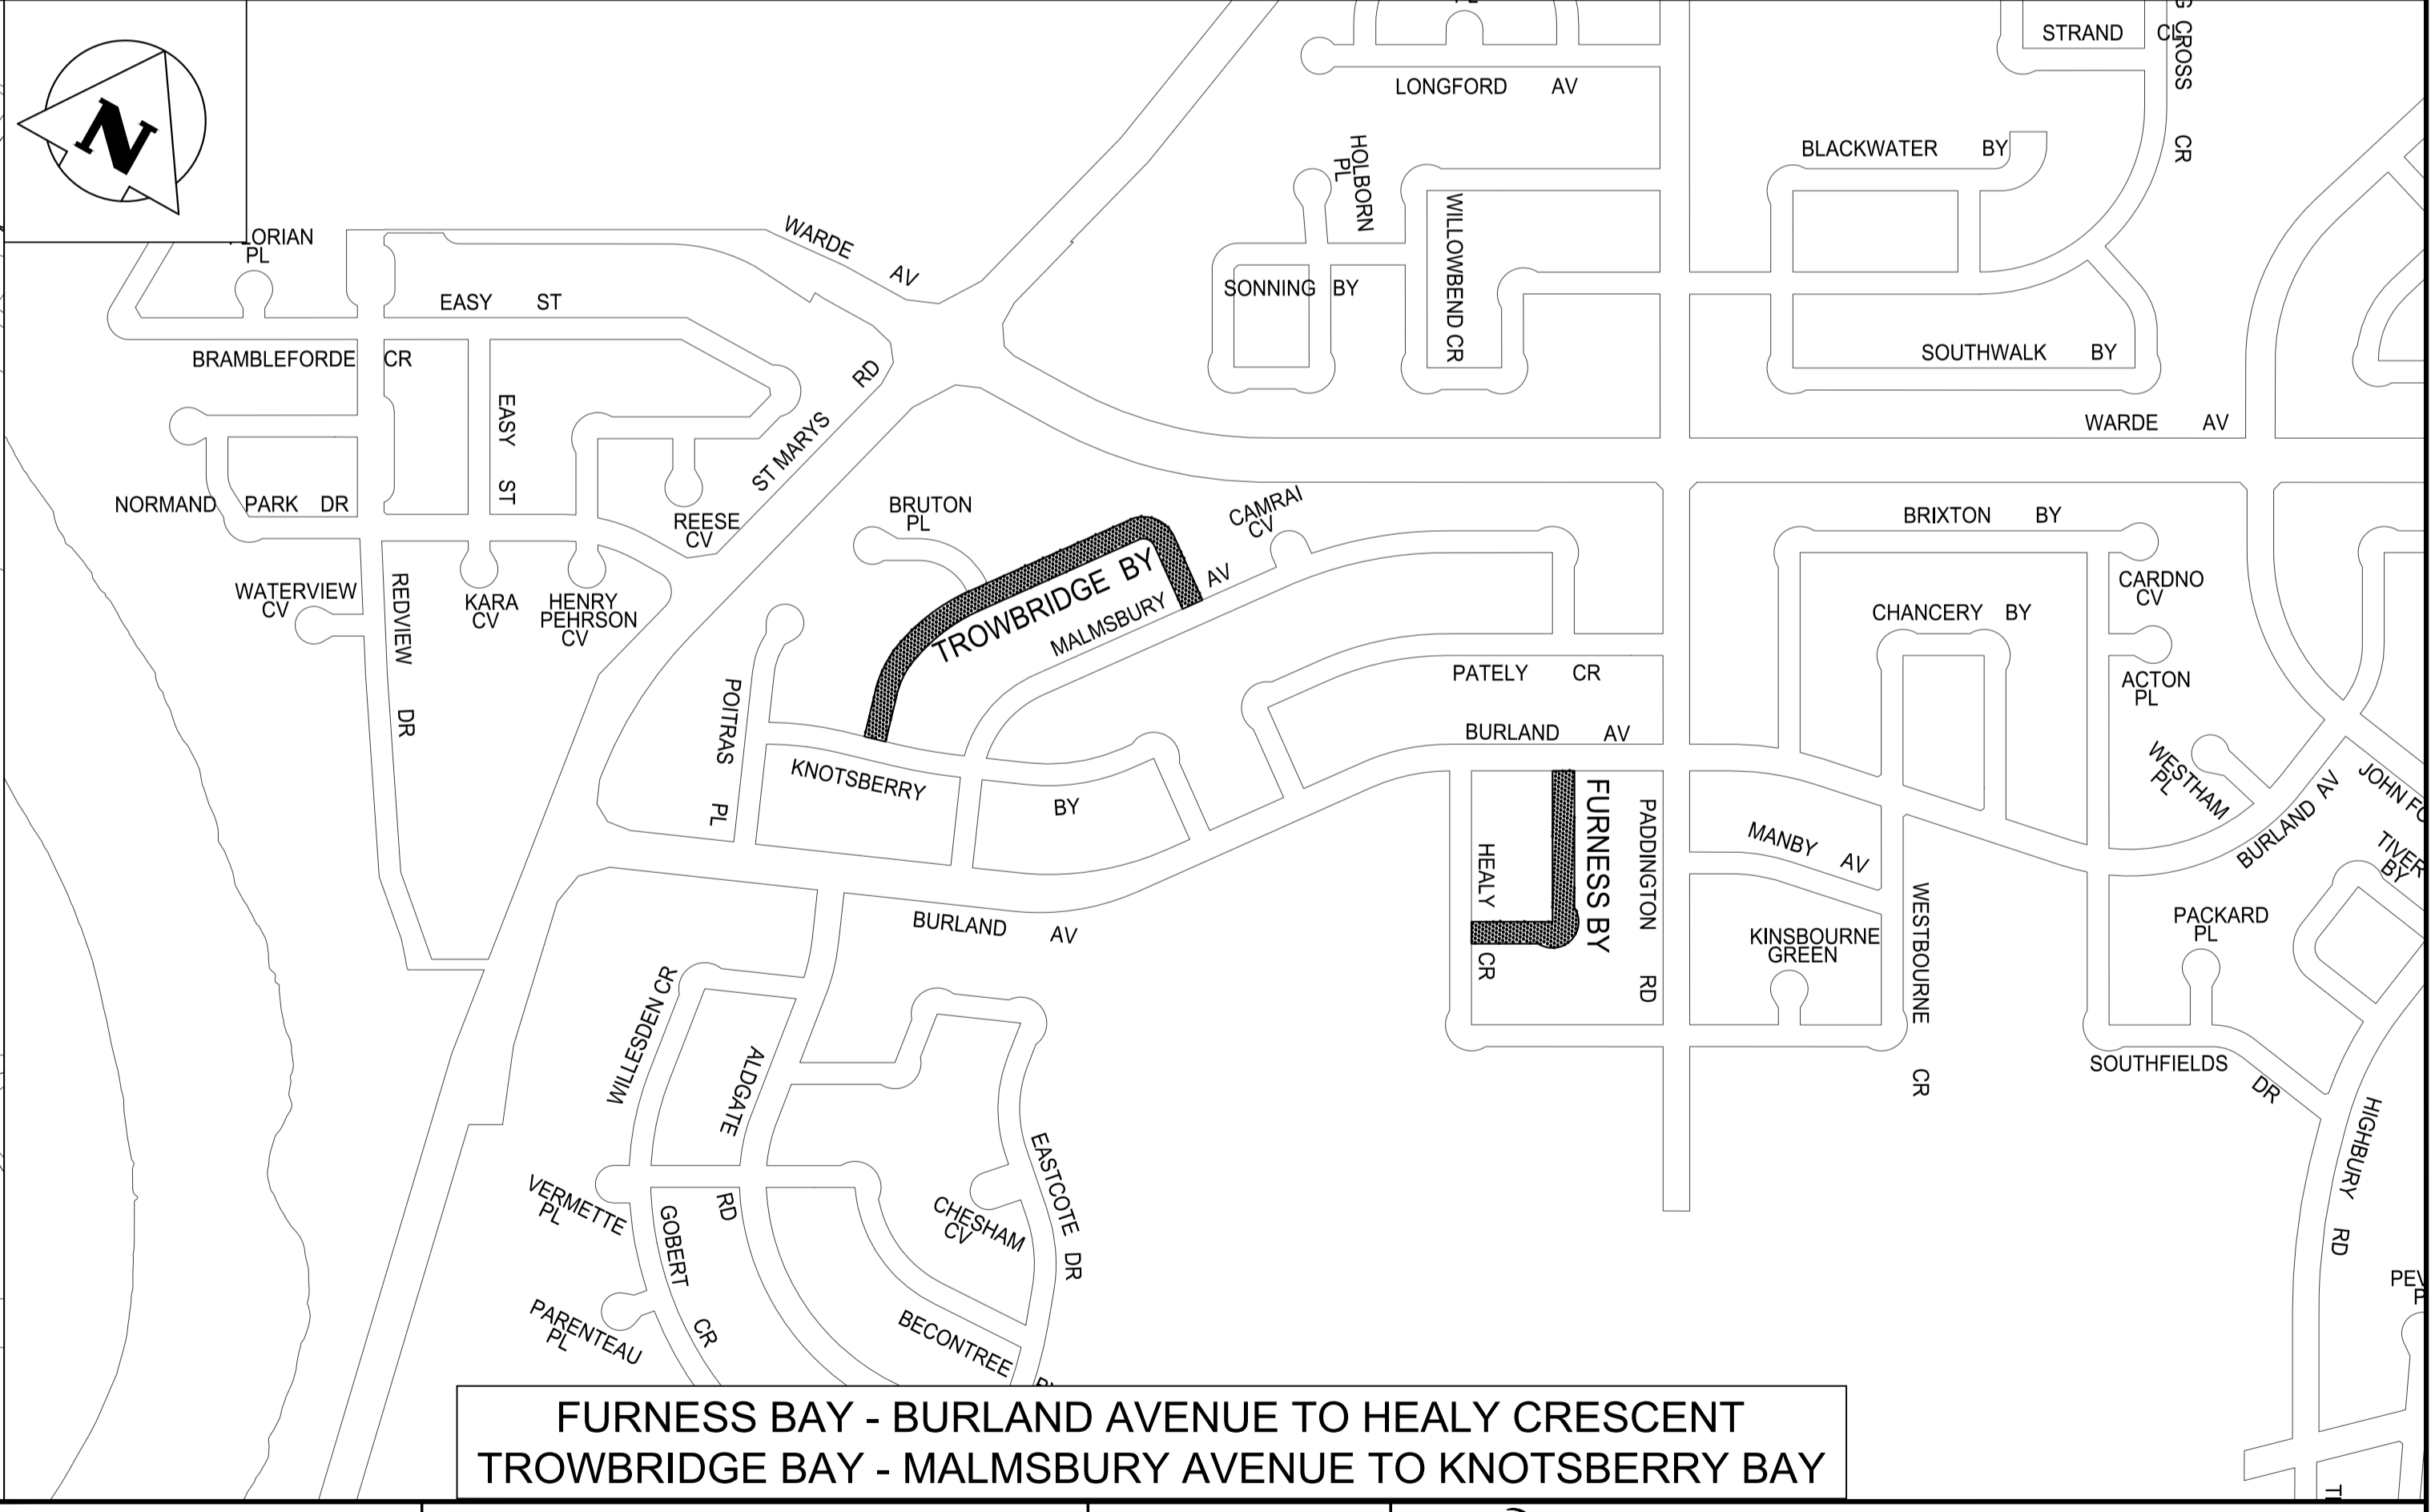 N
STRAND CL
CROSS CR
LONGFORD AV
HOLBORN
PL
BLACKWATER BY
WILLOWBEND CR
SONNING BY
SOUTHWALK BY
WARDE AV
PL
WARDE
AV
EASY ST
BRAMBLEFORDE CR
EASY ST
NORMAND PARK DR
REESE
CV
ST MARYS RD
WATERVIEW
CV
REDVIEW DR
KARA
CV
HENRY
PEHRSON
CV
BRUTON
PL
CAMRAI
CV
TROWBRIDGE BY
MALMSBURY AV
POITRAS PL
KNOTSBERRY BY
BRIXTON BY
CARDNO
CV
CHANCERY BY
ACTON
PL
PATELY CR
BURLAND AV
WESTHAM
PL
BURLAND AV
FURNESS BY
HEALY CR
PADDINGTON RD
MANBY AV
KINSBOURNE
GREEN
WESTBOURNE CR
PACKARD
PL
BY
SOUTHFIELDS DR
HIGHBURY RD
BURLAND AV
WILLESDEN CR
ALDGATE RD
EASTCOTE DR
VERMETTE
PL
GOBERT CR
CHESHAM
CV
PARENTEAU
PL
BECONTREE
FURNESS BAY - BURLAND AVENUE TO HEALY CRESCENT
TROWBRIDGE BAY - MALMSBURY AVENUE TO KNOTSBERRY BAY